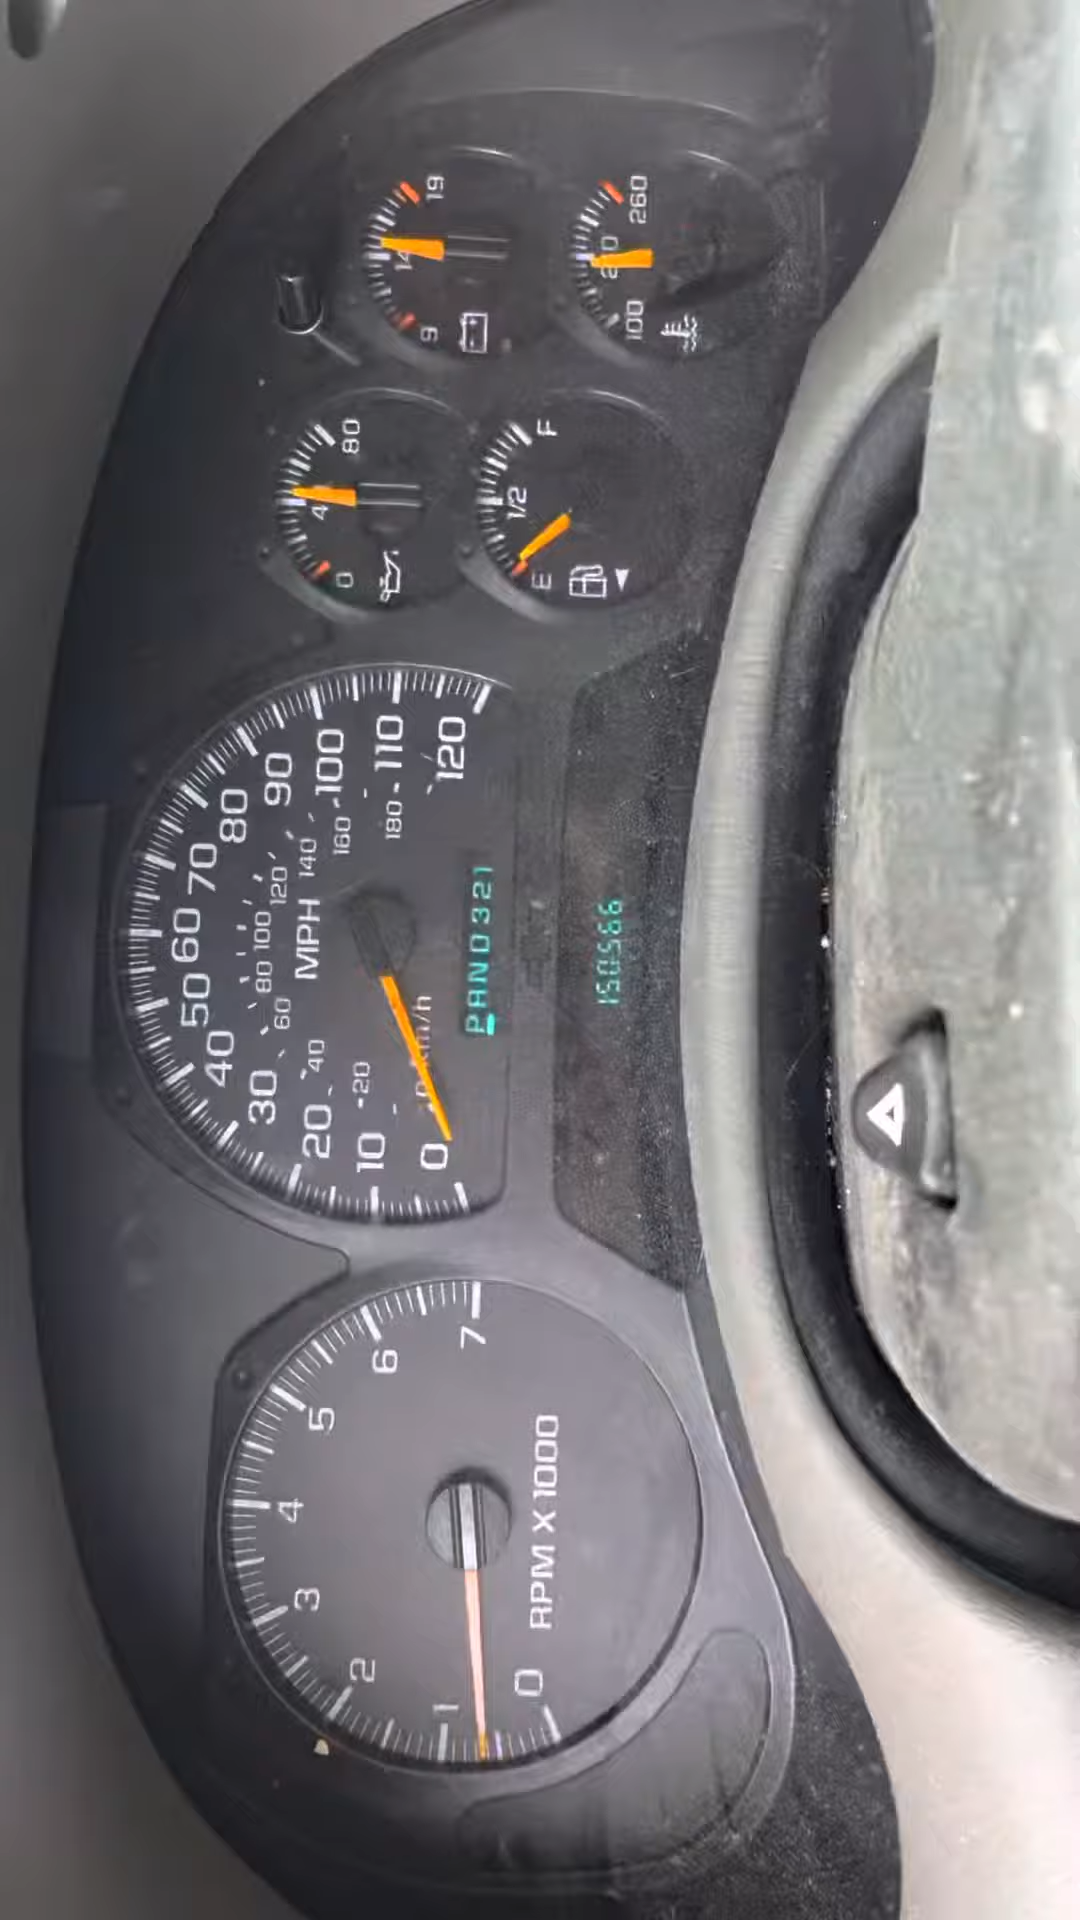 0 1 2 3 4 5 6 7
RPM X 1000
0 10 20 30 40 50 60 70 80 90 100 110 120
20 40 60 80 100 120 140 160 180
MPH
km/h
PRND321
150566
0 80
E 1/2 F
9 14 19
100 260